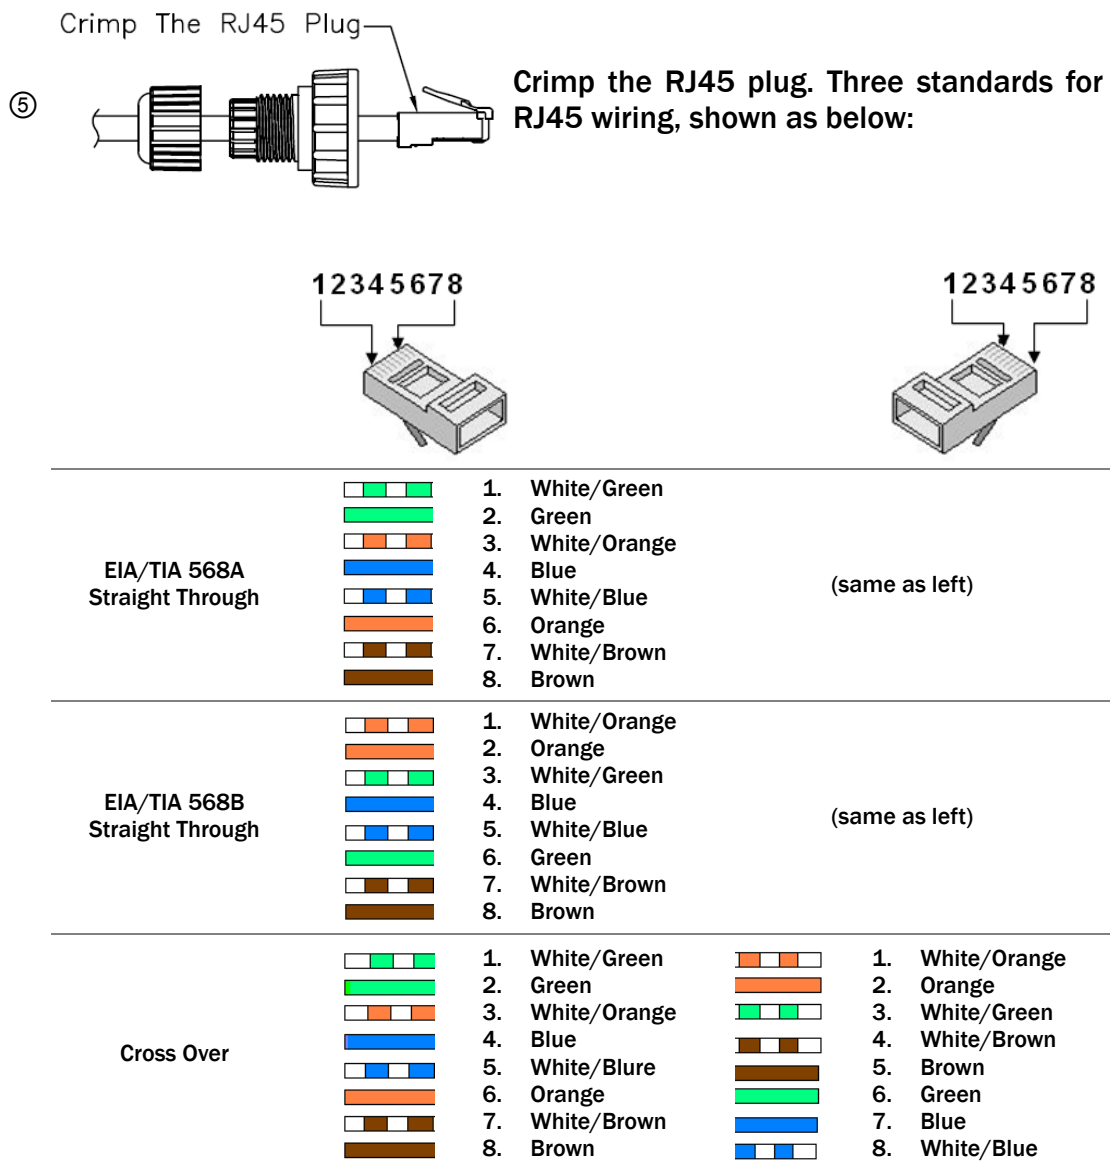 Crimp The RJ45 Plug
⑤
Crimp the RJ45 plug. Three standards for
RJ45 wiring, shown as below:
12345678
12345678
EIA/TIA 568A
Straight Through
1. White/Green
2. Green
3. White/Orange
4. Blue
5. White/Blue
6. Orange
7. White/Brown
8. Brown
(same as left)
EIA/TIA 568B
Straight Through
1. White/Orange
2. Orange
3. White/Green
4. Blue
5. White/Blue
6. Green
7. White/Brown
8. Brown
(same as left)
Cross Over
1. White/Green
2. Green
3. White/Orange
4. Blue
5. White/Blure
6. Orange
7. White/Brown
8. Brown
1. White/Orange
2. Orange
3. White/Green
4. White/Brown
5. Brown
6. Green
7. Blue
8. White/Blue